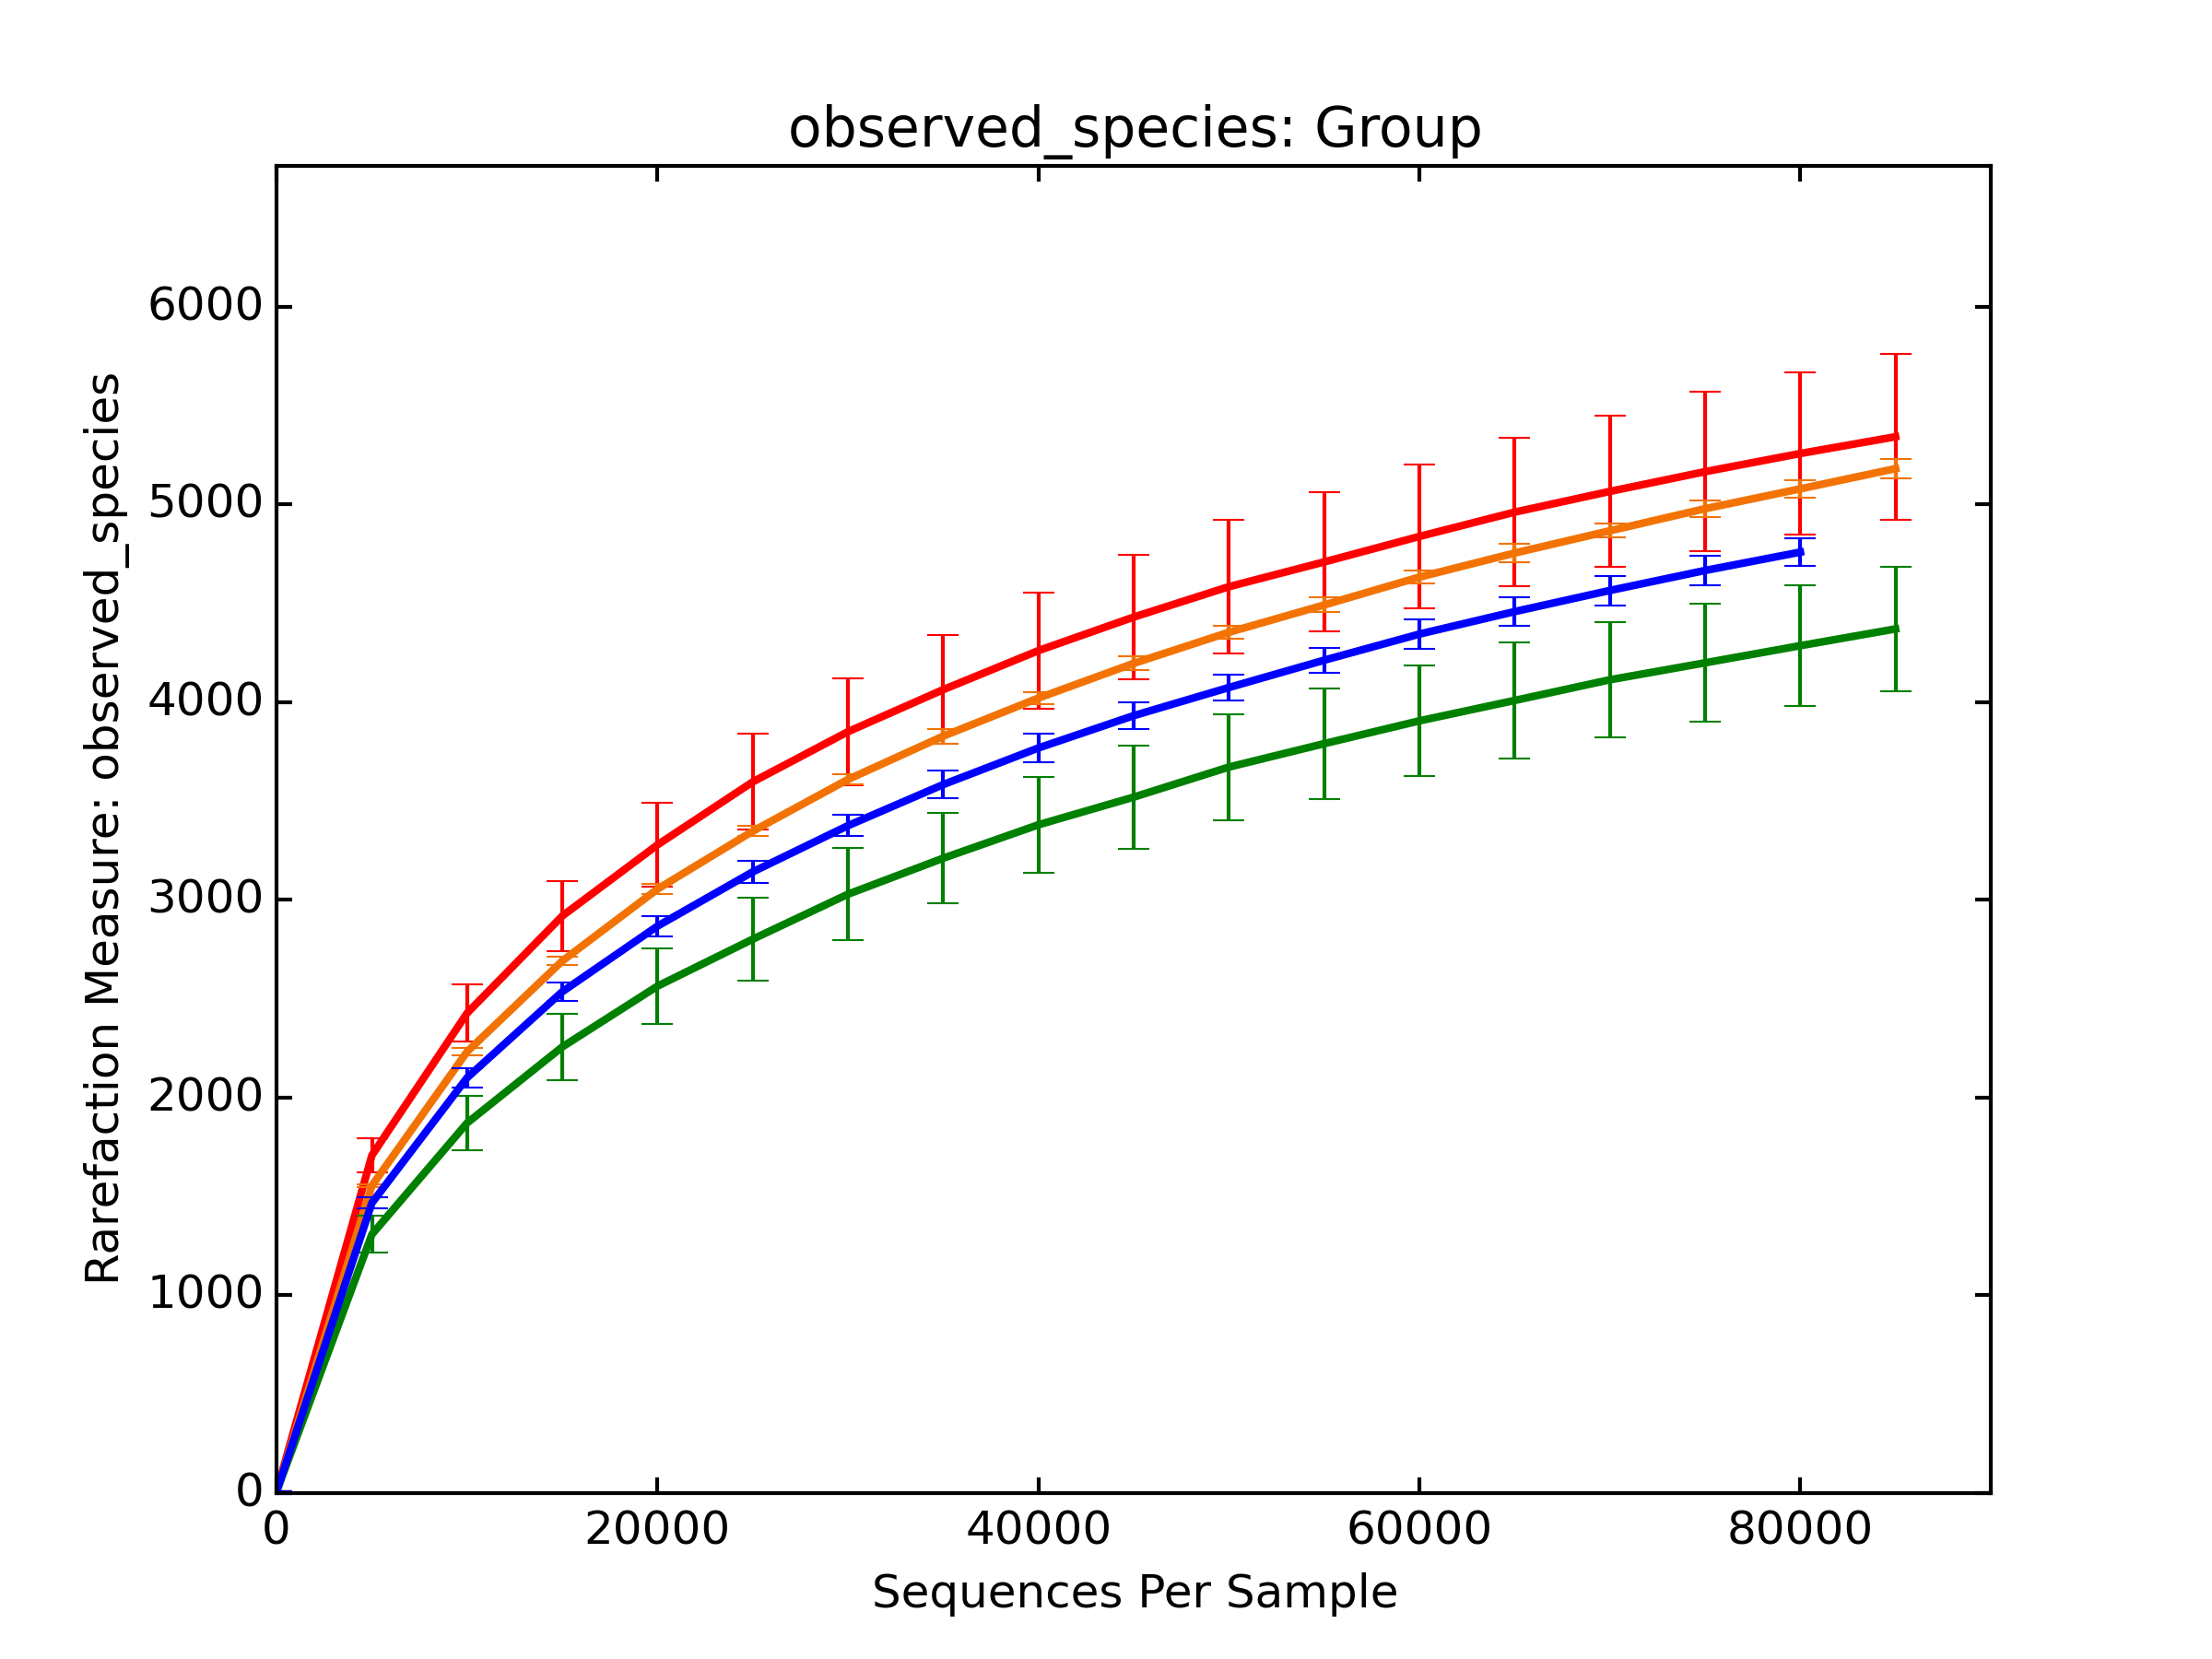 observed_species: Group
Rarefaction Measure: observed_species
6000
5000
4000
3000
2000
1000
0
0 20000 40000 60000 80000
Sequences Per Sample